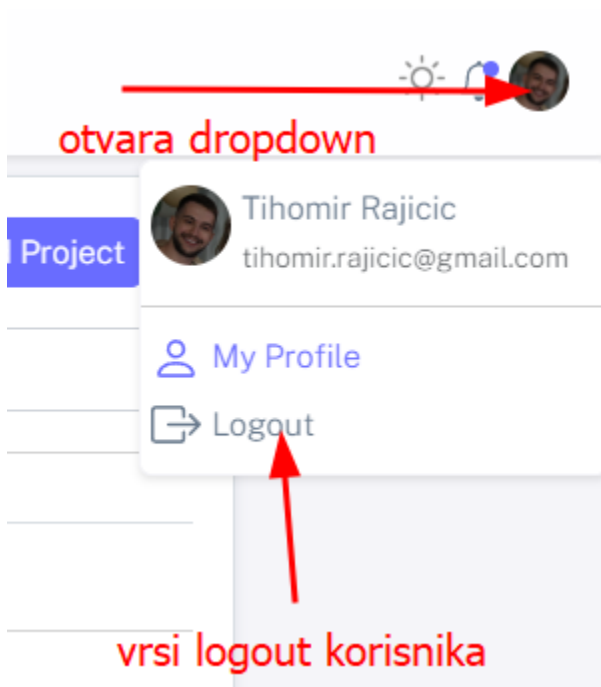 otvara dropdown
Tihomir Rajicic
tihomir.rajicic@gmail.com
Project
My Profile
Logout
vrsi logout korisnika